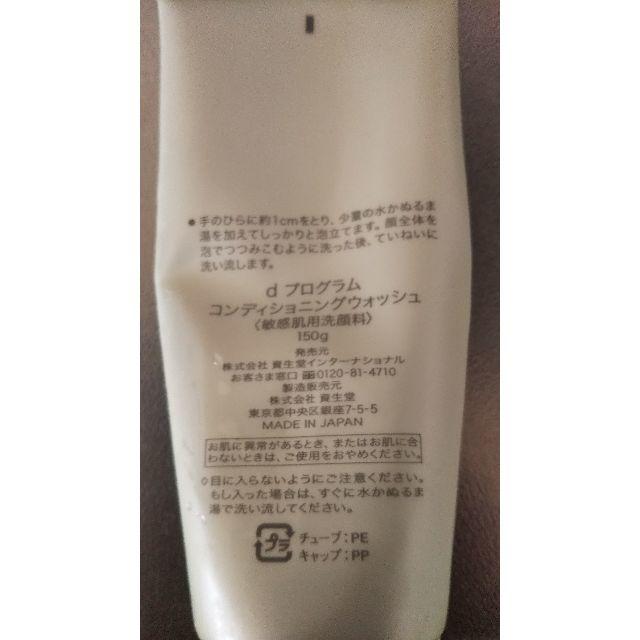 ● 手のひらに約1cmをとり、少量の水かぬるま
湯を加えてしっかりと泡立てます。顔全体を
泡でつつみこむように洗った後、ていねいに
洗い流します。
d プログラム
コンディショニングウォッシュ
〈敏感肌用洗顔料〉
150g
発売元
株式会社 資生堂インターナショナル
お客さま窓口 0120-81-4710
製造販売元
株式会社 資生堂
東京都中央区銀座7-5-5
MADE IN JAPAN
お肌に異常があるとき、またはお肌に合
わないときは、ご使用をおやめください。
◇目に入らないようにご注意ください。
もし入った場合は、すぐに水かぬるま
湯で洗い流してください。
プラ チューブ:PE
キャップ:PP